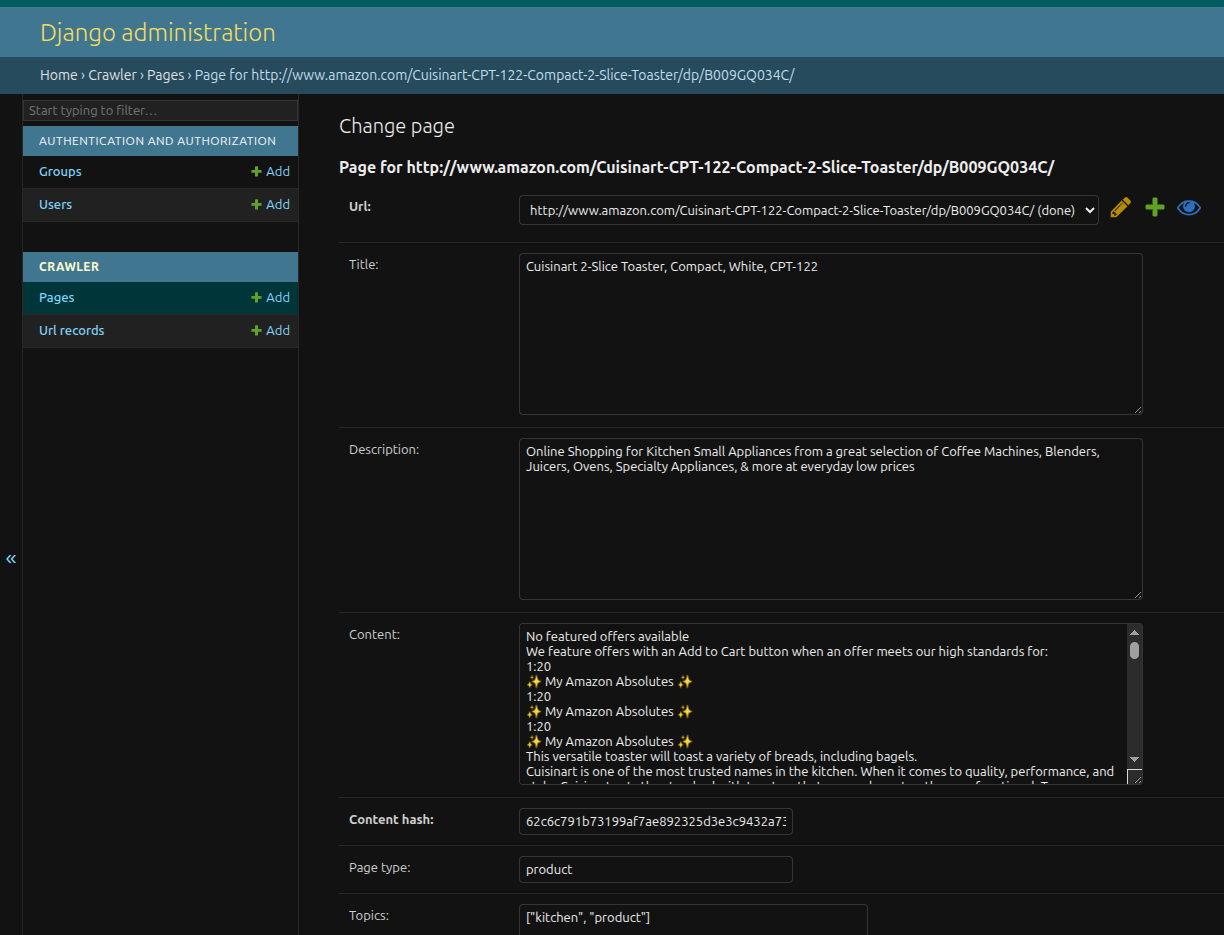 Django administration
Home › Crawler › Pages › Page for http://www.amazon.com/Cuisinart-CPT-122-Compact-2-Slice-Toaster/dp/B009GQ034C/
Start typing to filter…
AUTHENTICATION AND AUTHORIZATION
Groups + Add
Users + Add
CRAWLER
Pages + Add
Url records + Add
«
Change page
Page for http://www.amazon.com/Cuisinart-CPT-122-Compact-2-Slice-Toaster/dp/B009GQ034C/
Url: http://www.amazon.com/Cuisinart-CPT-122-Compact-2-Slice-Toaster/dp/B009GQ034C/ (done)
Title: Cuisinart 2-Slice Toaster, Compact, White, CPT-122
Description: Online Shopping for Kitchen Small Appliances from a great selection of Coffee Machines, Blenders,
Juicers, Ovens, Specialty Appliances, & more at everyday low prices
Content: No featured offers available
We feature offers with an Add to Cart button when an offer meets our high standards for:
1:20
✨ My Amazon Absolutes ✨
1:20
✨ My Amazon Absolutes ✨
1:20
✨ My Amazon Absolutes ✨
This versatile toaster will toast a variety of breads, including bagels.
Cuisinart is one of the most trusted names in the kitchen. When it comes to quality, performance, and
Content hash: 62c6c791b73199af7ae892325d3e3c9432a73
Page type: product
Topics: ["kitchen", "product"]